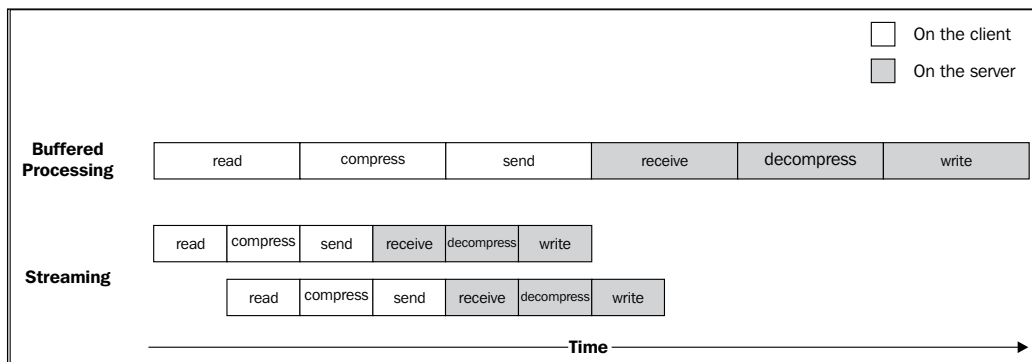 On the client
On the server
Buffered
Processing
read compress send receive decompress write
read compress send receive decompress write
Streaming
read compress send receive decompress write
Time